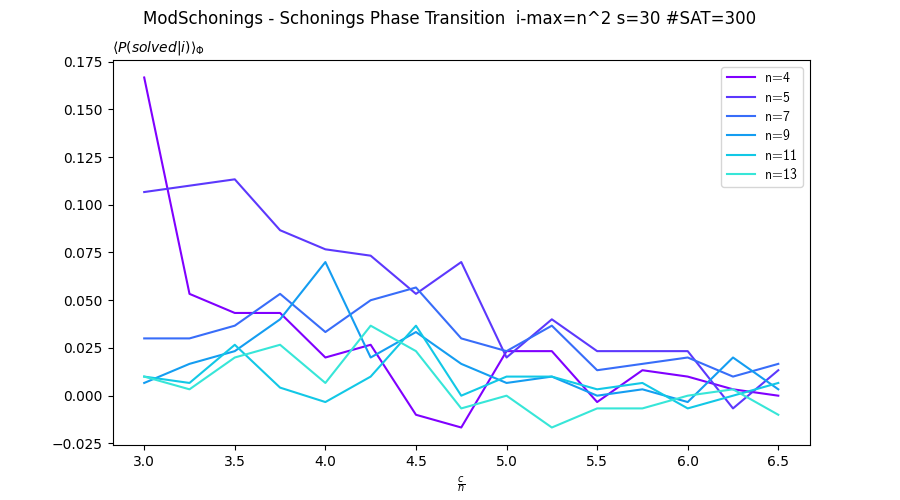 ModSchonings - Schonings Phase Transition  i-max=n^2 s=30 #SAT=300
⟨P(solved|i)⟩Φ
0.175
0.150
0.125
0.100
0.075
0.050
0.025
0.000
−0.025
3.0 3.5 4.0 4.5 5.0 5.5 6.0 6.5
c/n
n=4
n=5
n=7
n=9
n=11
n=13